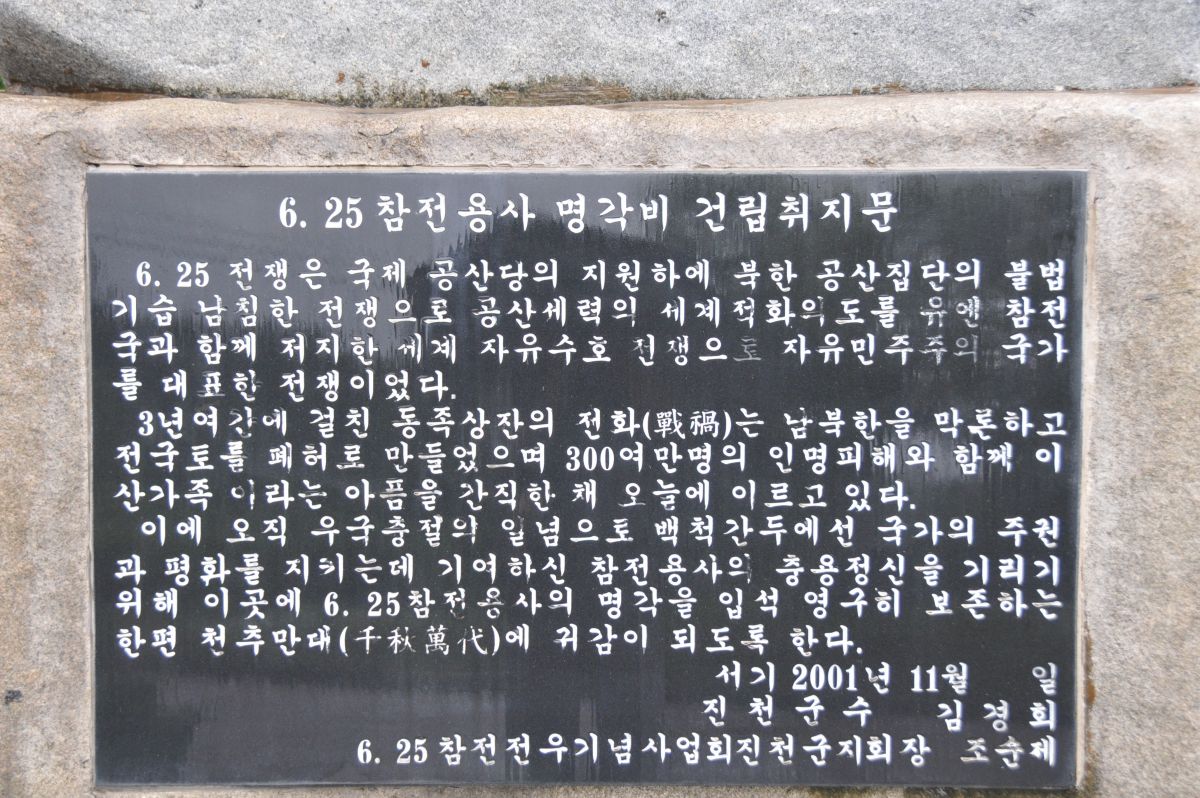 6. 25 참전용사 명각비 건립취지문
6. 25 전쟁은 국제 공산당의 지원하에 북한 공산집단의 불법
기습 남침한 전쟁으로 공산세력의 세계적화의도를 유엔 참전
국과 함께 저지한 세계 자유수호 전쟁으로 자유민주주의 국가
를 대표한 전쟁이었다.
3년여간에 걸친 동족상잔의 전화(戰禍)는 남북한을 막론하고
전국토를 폐허로 만들었으며 300여만명의 인명피해와 함께 이
산가족 이라는 아픔을 간직한 채 오늘에 이르고 있다.
이에 오직 우국충절의 일념으로 백척간두에선 국가의 주권
과 평화를 지키는데 기여하신 참전용사의 충용정신을 기리기
위해 이곳에 6. 25참전용사의 명각을 입석 영구히 보존하는
한편 천추만대(千秋萬代)에 귀감이 되도록 한다.
서기 2001년 11월 일
진천군수 김경회
6. 25참전전우기념사업회진천군지회장 조순제